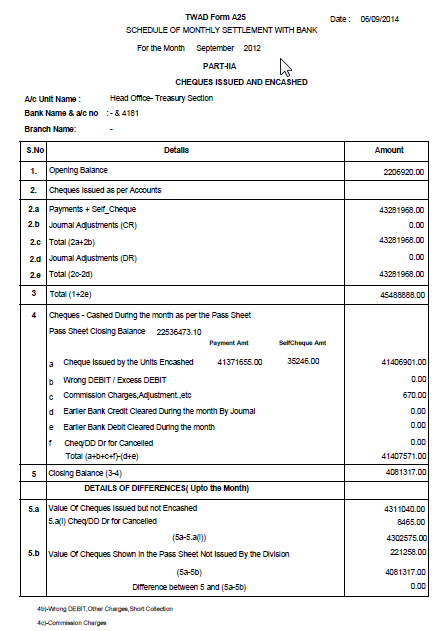 TWAD Form A25
Date : 06/09/2014
SCHEDULE OF MONTHLY SETTLEMENT WITH BANK
For the Month September 2012
PART-IIA
CHEQUES ISSUED AND ENCASHED
A/c Unit Name : Head Office- Treasury Section
Bank Name & a/c no :- & 4181
Branch Name: -
S.No Details Amount
1. Opening Balance 2206920.00
2. Cheques Issued as per Accounts
2.a Payments + Self_Cheque 43281968.00
2.b Journal Adjustments (CR) 0.00
2.c Total (2a+2b) 43281968.00
2.d Journal Adjustments (DR) 0.00
2.e Total (2c-2d) 43281968.00
3 Total (1+2e) 45488888.00
4 Cheques - Cashed During the month as per the Pass Sheet
Pass Sheet Closing Balance 22536473.10
Payment Amt SelfCheque Amt
a Cheque Issued by the Units Encashed 41371655.00 35246.00 41406901.00
b Wrong DEBIT / Excess DEBIT 0.00
c Commission Charges,Adjustment.,etc 670.00
d Earlier Bank Credit Cleared During the month By Journal 0.00
e Earlier Bank Debit Cleared During the month 0.00
f Cheq/DD Dr for Cancelled 0.00
Total (a+b+c+f)-(d+e) 41407571.00
5 Closing Balance (3-4) 4081317.00
DETAILS OF DIFFERENCES( Upto the Month)
5.a Value Of Cheques Issued but not Encashed 4311040.00
5.a(i) Cheq/DD Dr for Cancelled 8465.00
(5a-5.a(i)) 4302575.00
5.b Value Of Cheques Shown In the Pass Sheet Not Issued By the Division 221258.00
(5a-5b) 4081317.00
Difference between 5 and (5a-5b) 0.00
4b)-Wrong DEBIT,Other Charges,Short Collection
4c)-Commission Charges